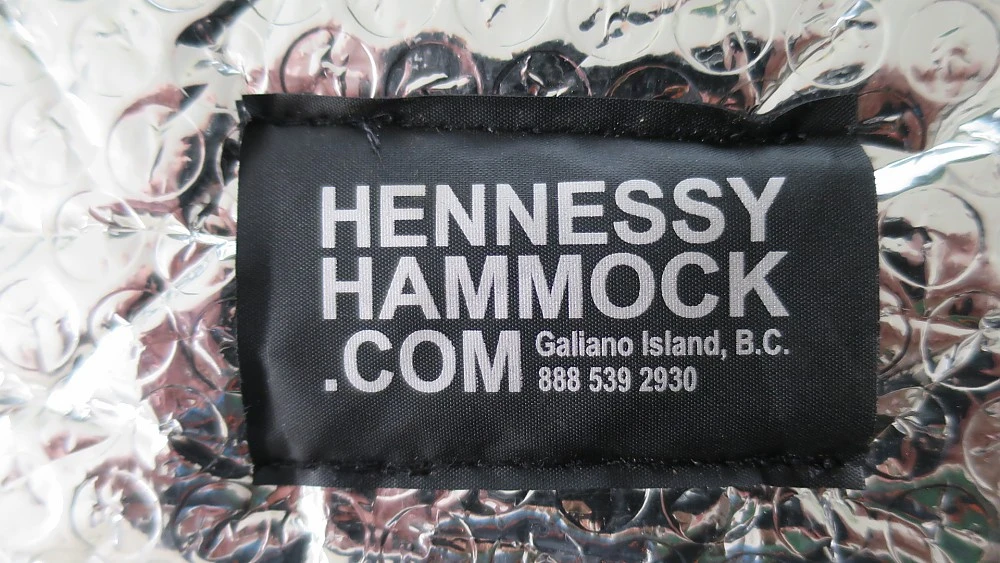 HENNESSY
HAMMOCK
.COM Galiano Island, B.C.
888 539 2930